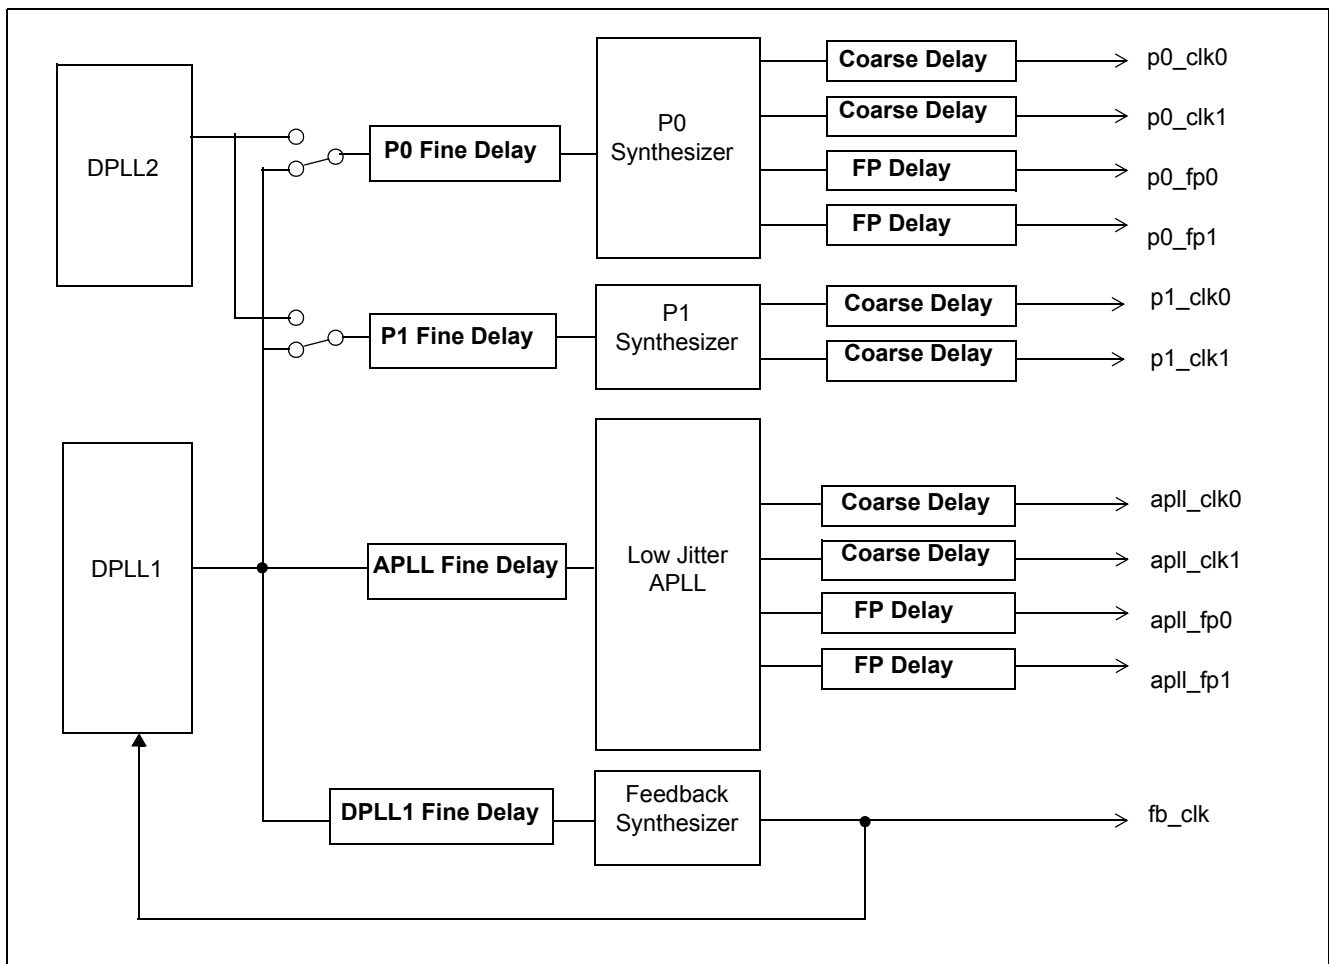 DPLL2
P0 Fine Delay
P0
Synthesizer
Coarse Delay
p0_clk0
Coarse Delay
p0_clk1
FP Delay
p0_fp0
FP Delay
p0_fp1
P1 Fine Delay
P1
Synthesizer
Coarse Delay
p1_clk0
Coarse Delay
p1_clk1
DPLL1
APLL Fine Delay
Low Jitter
APLL
Coarse Delay
apll_clk0
Coarse Delay
apll_clk1
FP Delay
apll_fp0
FP Delay
apll_fp1
DPLL1 Fine Delay
Feedback
Synthesizer
fb_clk